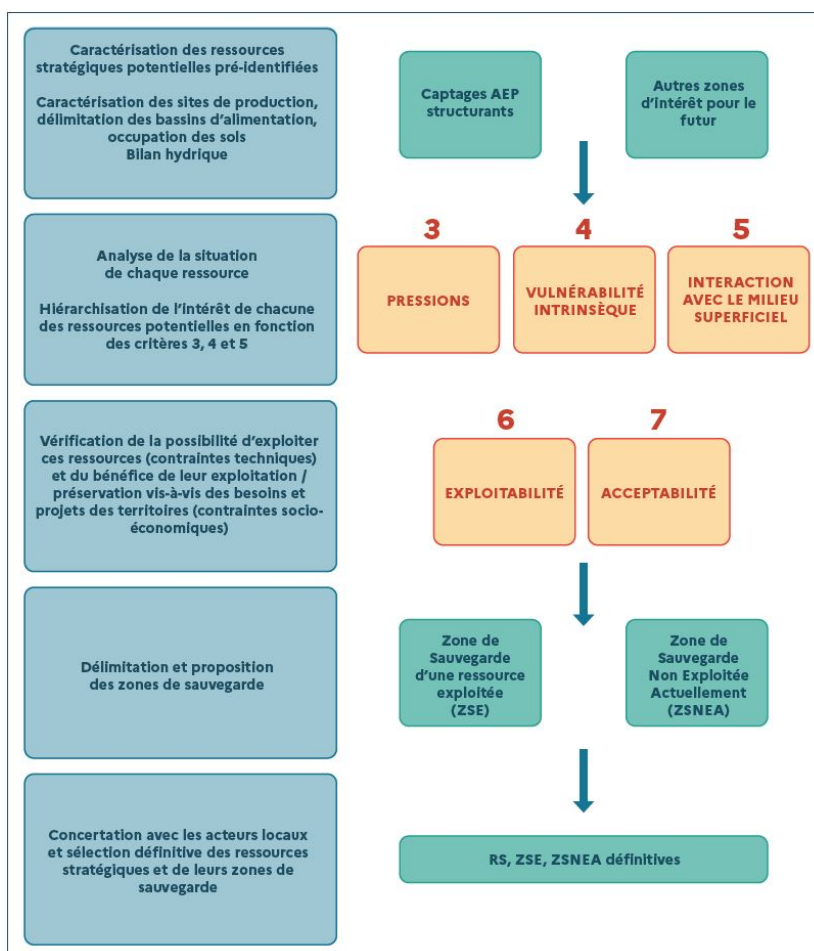 Caractérisation des ressources
stratégiques potentielles pré-identifiées
Caractérisation des sites de production,
délimitation des bassins d'alimentation,
occupation des sols
Bilan hydrique
Captages AEP
structurants
Autres zones
d'intérêt pour le
futur
Analyse de la situation
de chaque ressource
Hiérarchisation de l'intérêt de chacune
des ressources potentielles en fonction
des critères 3, 4 et 5
3
PRESSIONS
4
VULNÉRABILITÉ
INTRINSÈQUE
5
INTERACTION
AVEC LE MILIEU
SUPERFICIEL
Vérification de la possibilité d'exploiter
ces ressources (contraintes techniques)
et du bénéfice de leur exploitation /
préservation vis-à-vis des besoins et
projets des territoires (contraintes socio-
économiques)
6
EXPLOITABILITÉ
7
ACCEPTABILITÉ
Délimitation et proposition
des zones de sauvegarde
Zone de
Sauvegarde
d'une ressource
exploitée
(ZSE)
Zone de
Sauvegarde
Non Exploitée
Actuellement
(ZSNEA)
Concertation avec les acteurs locaux
et sélection définitive des ressources
stratégiques et de leurs zones de
sauvegarde
RS, ZSE, ZSNEA définitives